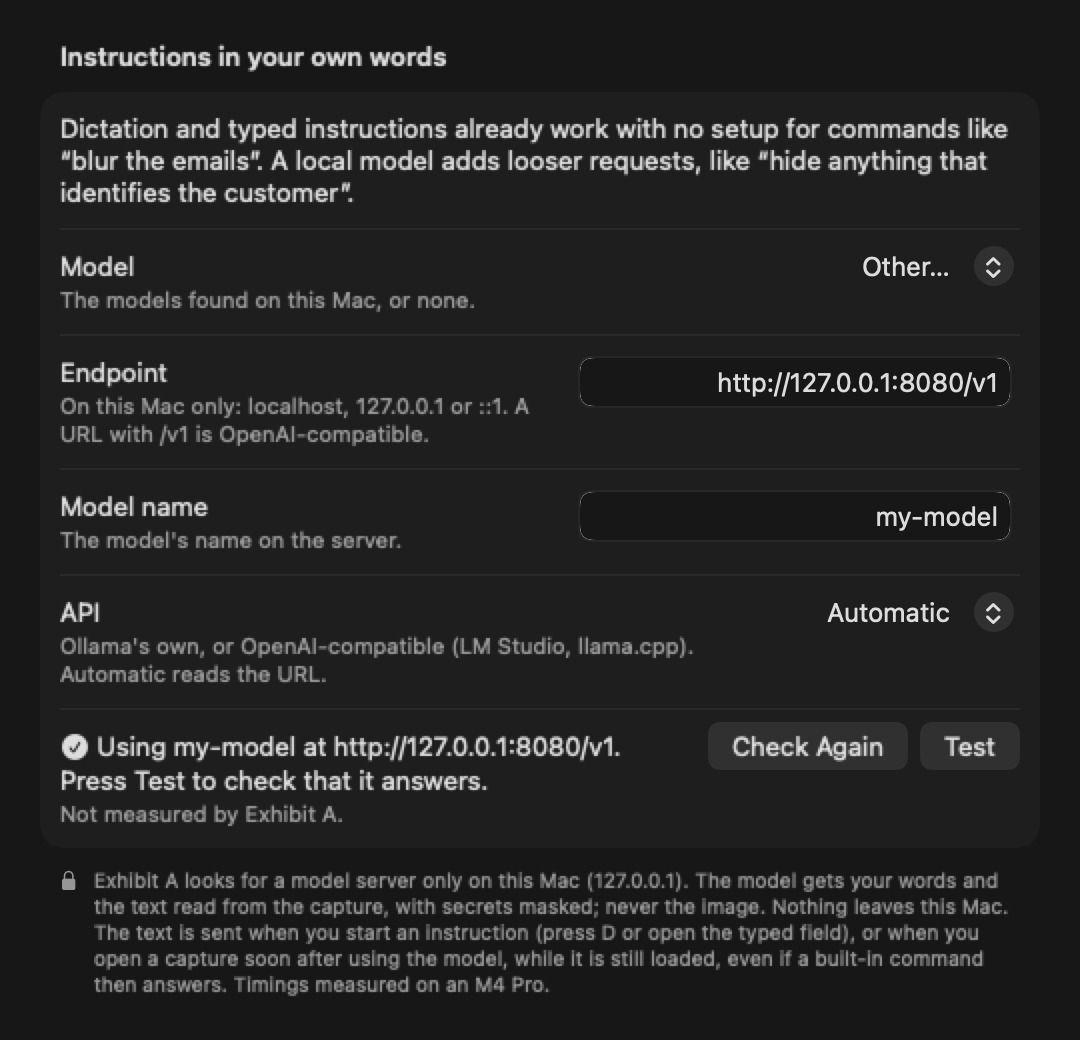 Instructions in your own words
Dictation and typed instructions already work with no setup for commands like
“blur the emails”. A local model adds looser requests, like “hide anything that
identifies the customer”.
Model
Other...
The models found on this Mac, or none.
Endpoint
http://127.0.0.1:8080/v1
On this Mac only: localhost, 127.0.0.1 or ::1. A
URL with /v1 is OpenAI-compatible.
Model name
my-model
The model's name on the server.
API
Automatic
Ollama's own, or OpenAI-compatible (LM Studio, llama.cpp).
Automatic reads the URL.
Using my-model at http://127.0.0.1:8080/v1.
Press Test to check that it answers.
Check Again
Test
Not measured by Exhibit A.
Exhibit A looks for a model server only on this Mac (127.0.0.1). The model gets your words and
the text read from the capture, with secrets masked; never the image. Nothing leaves this Mac.
The text is sent when you start an instruction (press D or open the typed field), or when you
open a capture soon after using the model, while it is still loaded, even if a built-in command
then answers. Timings measured on an M4 Pro.